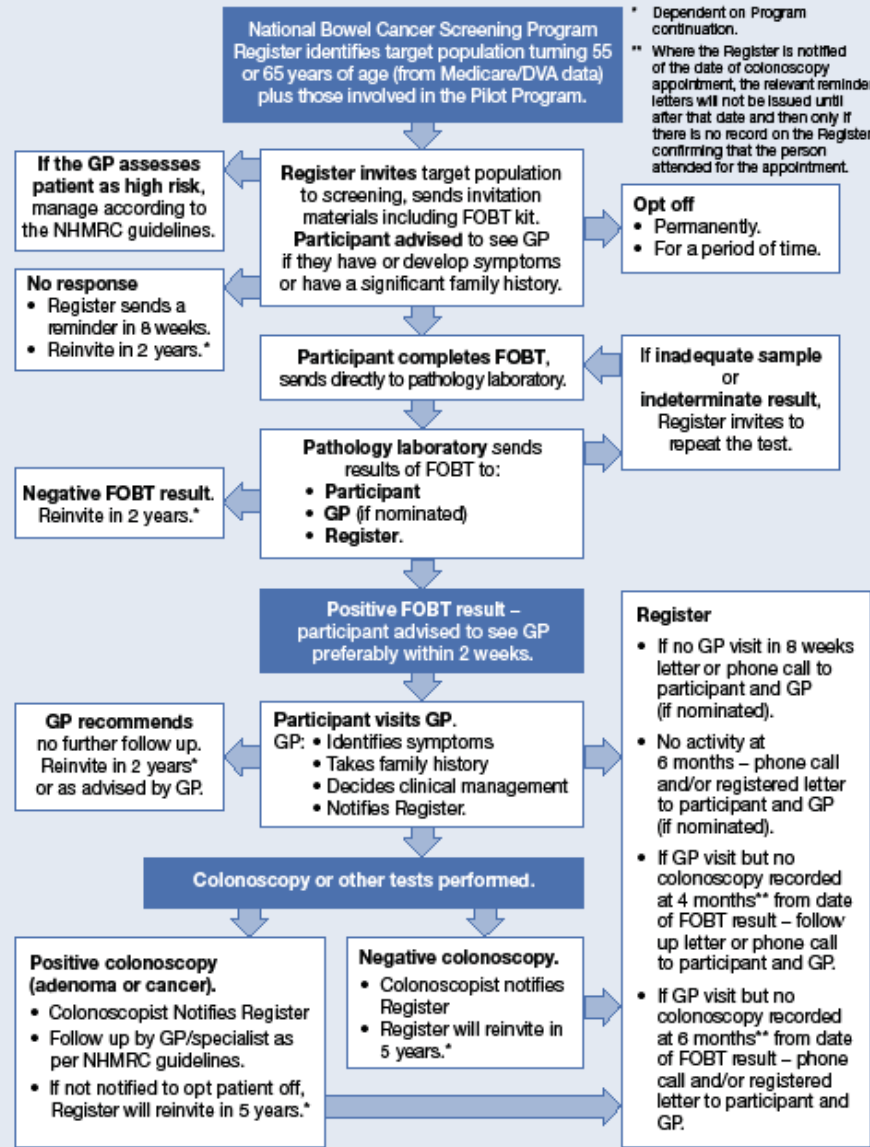 National Bowel Cancer Screening Program
Register identifies target population turning 55
or 65 years of age (from Medicare/DVA data)
plus those involved in the Pilot Program.
* Dependent on Program
continuation.
** Where the Register is notified
of the date of colonoscopy
appointment, the relevant reminder
letters will not be issued until
after that date and then only if
there is no record on the Register
confirming that the person
attended for the appointment.
If the GP assesses
patient as high risk,
manage according to
the NHMRC guidelines.
Register invites target population
to screening, sends invitation
materials including FOBT kit.
Participant advised to see GP
if they have or develop symptoms
or have a significant family history.
Opt off
• Permanently.
• For a period of time.
No response
• Register sends a
reminder in 8 weeks.
• Reinvite in 2 years.*
Participant completes FOBT,
sends directly to pathology laboratory.
If inadequate sample
or
indeterminate result,
Register invites to
repeat the test.
Pathology laboratory sends
results of FOBT to:
• Participant
• GP (if nominated)
• Register.
Negative FOBT result.
Reinvite in 2 years.*
Positive FOBT result –
participant advised to see GP
preferably within 2 weeks.
GP recommends
no further follow up.
Reinvite in 2 years*
or as advised by GP.
Participant visits GP.
GP: • Identifies symptoms
• Takes family history
• Decides clinical management
• Notifies Register.
Register
• If no GP visit in 8 weeks
letter or phone call to
participant and GP
(if nominated).
• No activity at
6 months – phone call
and/or registered letter
to participant and GP
(if nominated).
• If GP visit but no
colonoscopy recorded
at 4 months** from date
of FOBT result – follow
up letter or phone call
to participant and GP.
• If GP visit but no
colonoscopy recorded
at 6 months** from date
of FOBT result – phone
call and/or registered
letter to participant and
GP.
Colonoscopy or other tests performed.
Positive colonoscopy
(adenoma or cancer).
• Colonoscopist Notifies Register
• Follow up by GP/specialist as
per NHMRC guidelines.
• If not notified to opt patient off,
Register will reinvite in 5 years.*
Negative colonoscopy.
• Colonoscopist notifies
Register
• Register will reinvite in
5 years.*